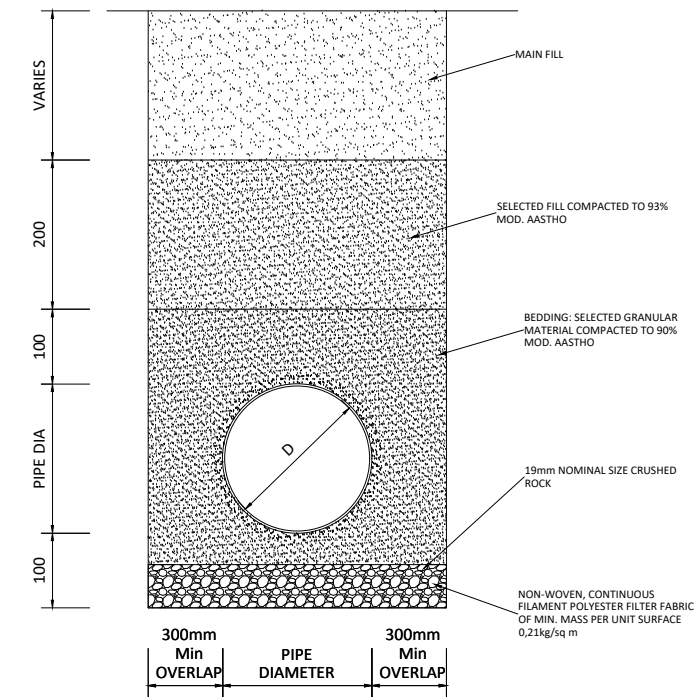 VARIES
200
100
PIPE DIA
100
MAIN FILL
SELECTED FILL COMPACTED TO 93%
MOD. AASTHO
BEDDING: SELECTED GRANULAR
MATERIAL COMPACTED TO 90%
MOD. AASTHO
D
19mm NOMINAL SIZE CRUSHED
ROCK
NON-WOVEN, CONTINUOUS
FILAMENT POLYESTER FILTER FABRIC
OF MIN. MASS PER UNIT SURFACE
0,21kg/sq m
300mm
Min
OVERLAP
PIPE
DIAMETER
300mm
Min
OVERLAP